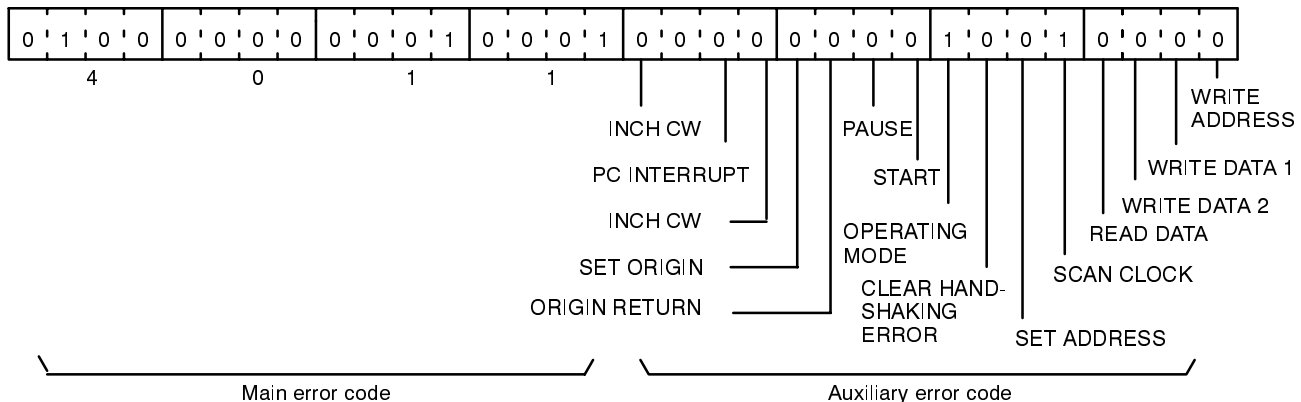 0 1 0 0 0 0 0 0 0 0 0 1 0 0 0 1 0 0 0 0 0 0 0 0 1 0 0 1 0 0 0 0
4 0 1 1
WRITE
ADDRESS
INCH CW
PAUSE
WRITE DATA 1
PC INTERRUPT
START
WRITE DATA 2
INCH CW
OPERATING
MODE
READ DATA
SET ORIGIN
SCAN CLOCK
CLEAR HAND-
SHAKING
ERROR
ORIGIN RETURN
SET ADDRESS
Main error code
Auxiliary error code